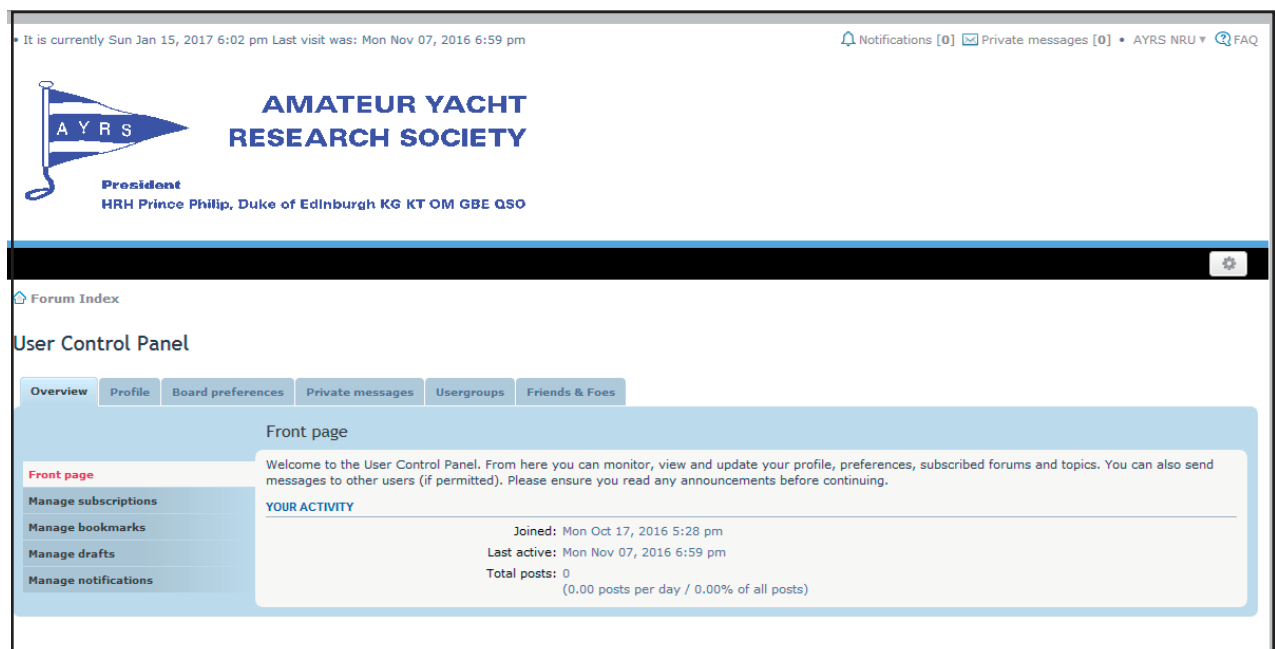 • It is currently Sun Jan 15, 2017 6:02 pm Last visit was: Mon Nov 07, 2016 6:59 pm
Notifications [0] Private messages [0] • AYRS NRU ▾ FAQ
AYRS
AMATEUR YACHT
RESEARCH SOCIETY
President
HRH Prince Philip, Duke of Edinburgh KG KT OM GBE QSO
Forum Index
User Control Panel
Overview Profile Board preferences Private messages Usergroups Friends & Foes
Front page
Manage subscriptions
Manage bookmarks
Manage drafts
Manage notifications
Front page
Welcome to the User Control Panel. From here you can monitor, view and update your profile, preferences, subscribed forums and topics. You can also send
messages to other users (if permitted). Please ensure you read any announcements before continuing.
YOUR ACTIVITY
Joined: Mon Oct 17, 2016 5:28 pm
Last active: Mon Nov 07, 2016 6:59 pm
Total posts: 0
(0.00 posts per day / 0.00% of all posts)